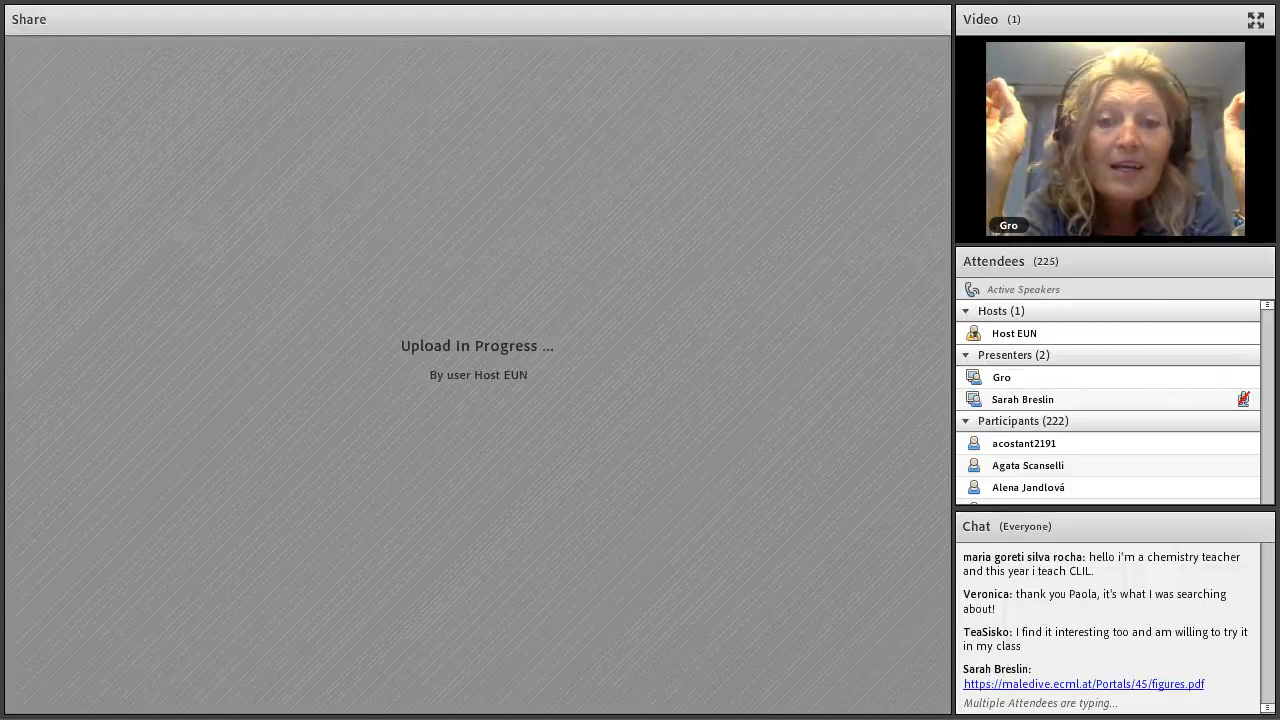 Share
Upload In Progress ...
By user Host EUN
Video (1)
Gro
Attendees (225)
Active Speakers
Hosts (1)
Host EUN
Presenters (2)
Gro
Sarah Breslin
Participants (222)
acostant2191
Agata Scanselli
Alena Jandlová
Chat (Everyone)
maria goreti silva rocha: hello i'm a chemistry teacher
and this year i teach CLIL.
Veronica: thank you Paola, it's what I was searching
about!
TeaSisko: I find it interesting too and am willing to try it
in my class
Sarah Breslin:
https://maledive.ecml.at/Portals/45/figures.pdf
Multiple Attendees are typing...